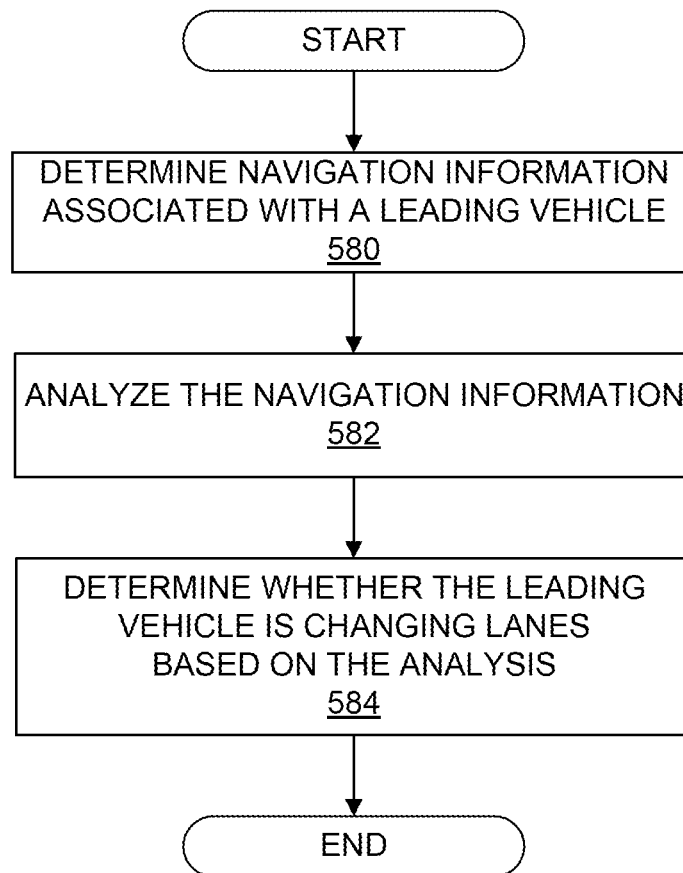 START
DETERMINE NAVIGATION INFORMATION
ASSOCIATED WITH A LEADING VEHICLE
580
ANALYZE THE NAVIGATION INFORMATION
582
DETERMINE WHETHER THE LEADING
VEHICLE IS CHANGING LANES
BASED ON THE ANALYSIS
584
END